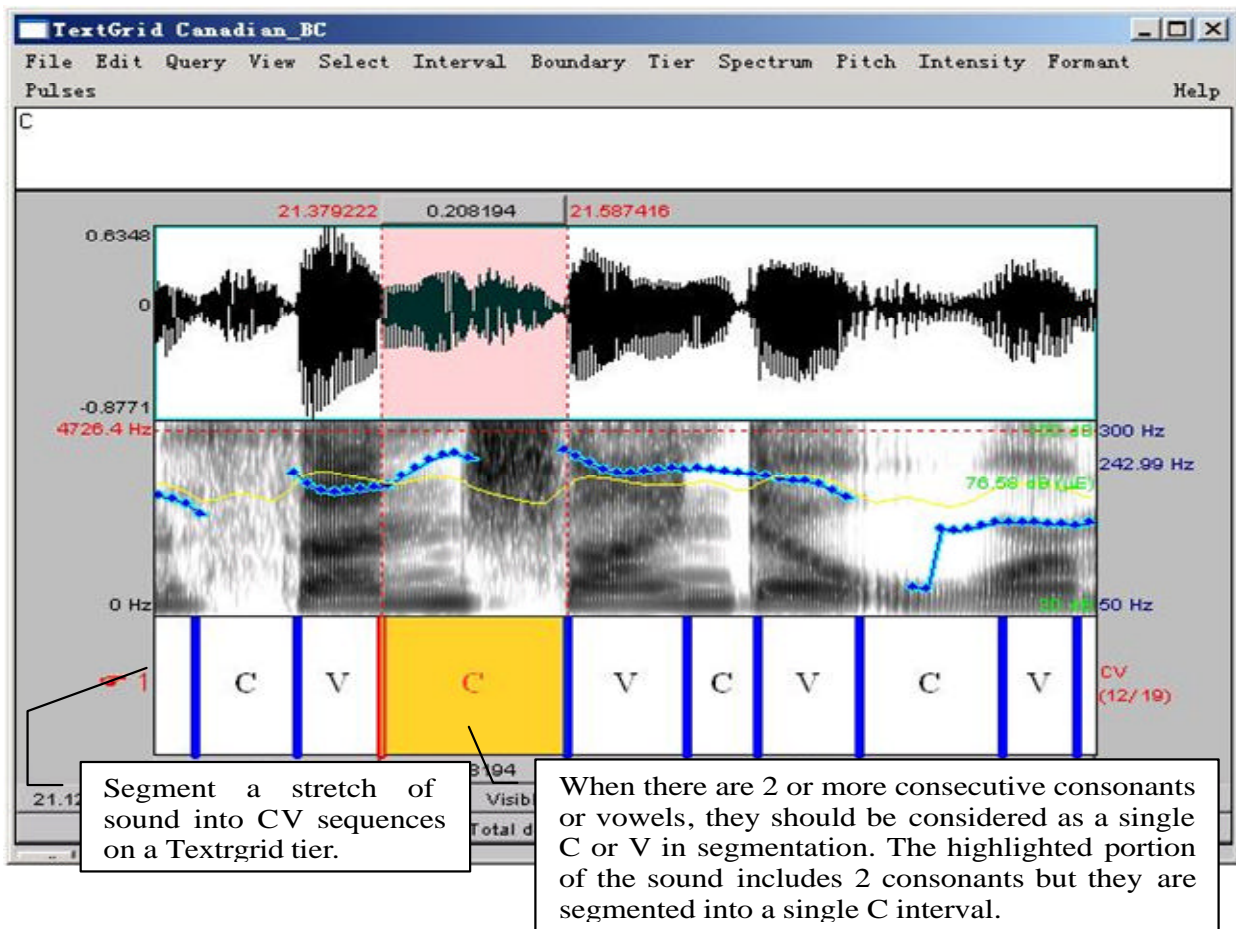 TextGrid Canadian_BC
File Edit Query View Select Interval Boundary Tier Spectrum Pitch Intensity Formant
Pulses Help
C
21.379222 0.208194 21.587416
0.6348
0
-0.8771
4726.4 Hz 300 Hz
242.99 Hz
76.58 dB (µE)
0 Hz 50 Hz
1 C V C V C V C V CV
(12/19)
Segment a stretch of
sound into CV sequences
on a Textrgrid tier.
When there are 2 or more consecutive consonants
or vowels, they should be considered as a single
C or V in segmentation. The highlighted portion
of the sound includes 2 consonants but they are
segmented into a single C interval.